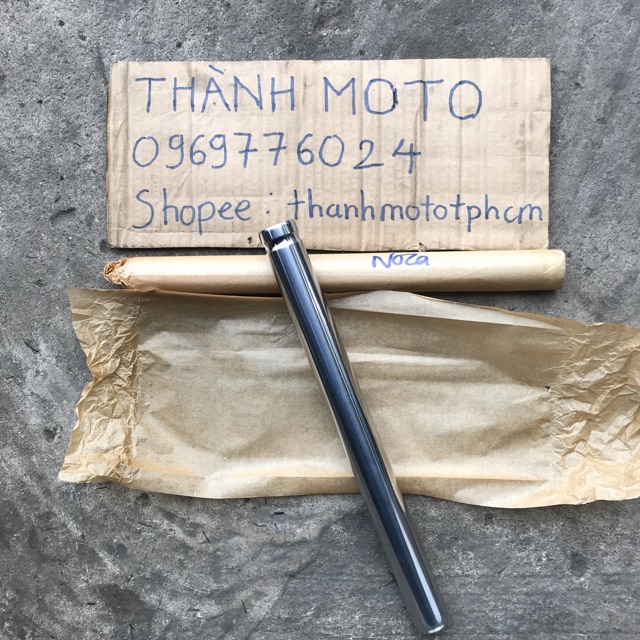 THÀNH MOTO
0969776024
Shopee: thanhmototphcm
Noza